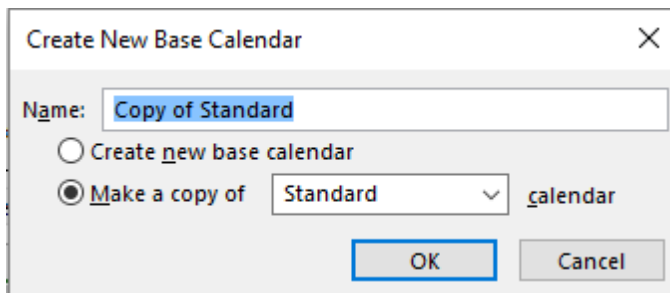 Create New Base Calendar
Name: Copy of Standard
Create new base calendar
Make a copy of Standard calendar
OK Cancel